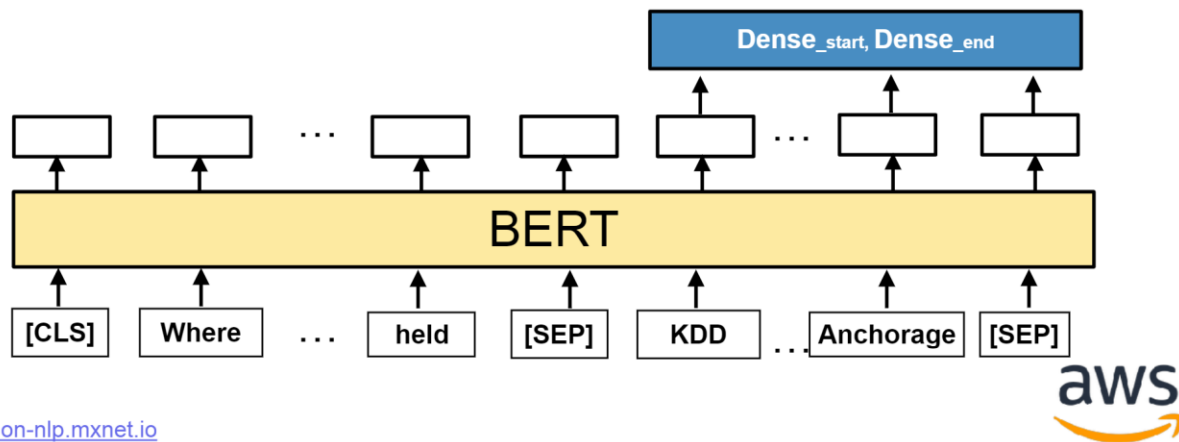 Dense_start, Dense_end
... ...
BERT
[CLS] Where ... held [SEP] KDD ... Anchorage [SEP]
aws
on-nlp.mxnet.io